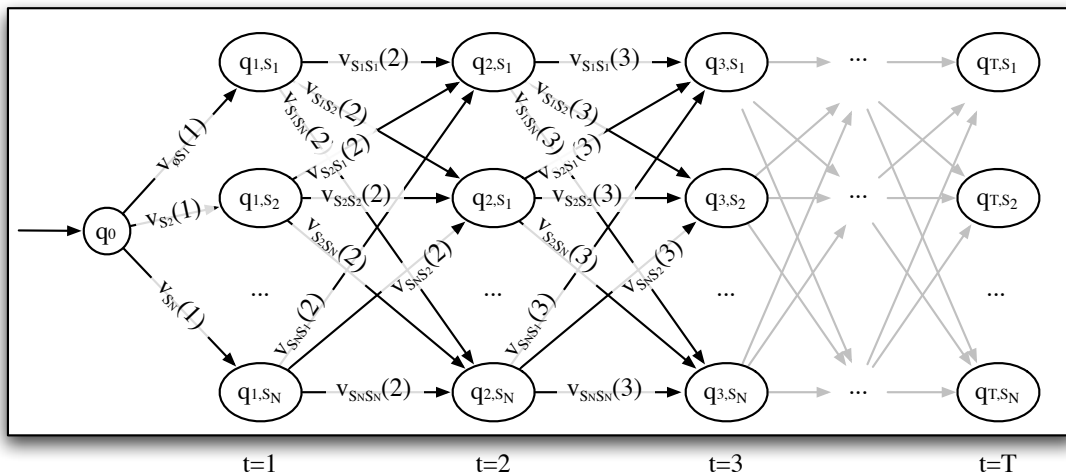 q1,S1 vS1S1(2) q2,S1 vS1S1(3) q3,S1 ... qT,S1
vS1S2(2) vS1S2(3)
vS1SN(2) vS1SN(3)
vøS1(1) vS2S1(2) vS2S1(3)
q1,S2 vS2S2(2) q2,S1 vS2S2(3) q3,S2 ... qT,S2
vS2(1)
q0
vS2SN(2) vSNS2(2) vS2SN(3) vSNS2(3)
vSN(1) ... vSNS1(2) ... vSNS1(3) ... ...
q1,SN vSNSN(2) q2,SN vSNSN(3) q3,SN ... qT,SN
t=1 t=2 t=3 t=T